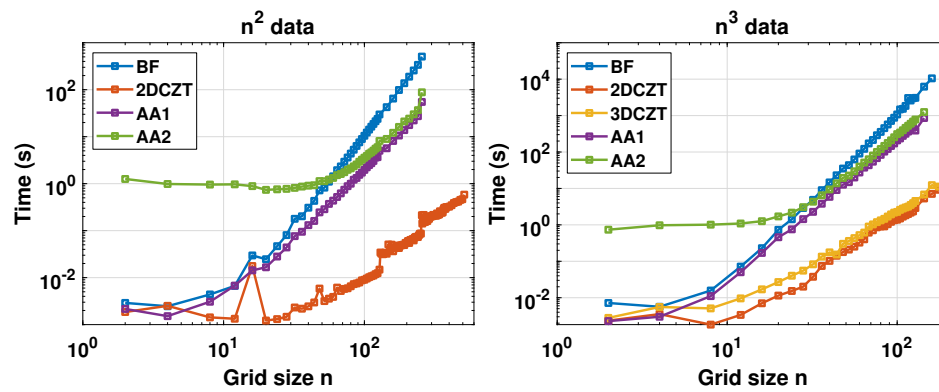 n² data
Time (s)
10²
10⁰
10⁻²
BF
2DCZT
AA1
AA2
10⁰
10¹
10²
Grid size n
n³ data
Time (s)
10⁴
10²
10⁰
10⁻²
BF
2DCZT
3DCZT
AA1
AA2
10⁰
10¹
10²
Grid size n